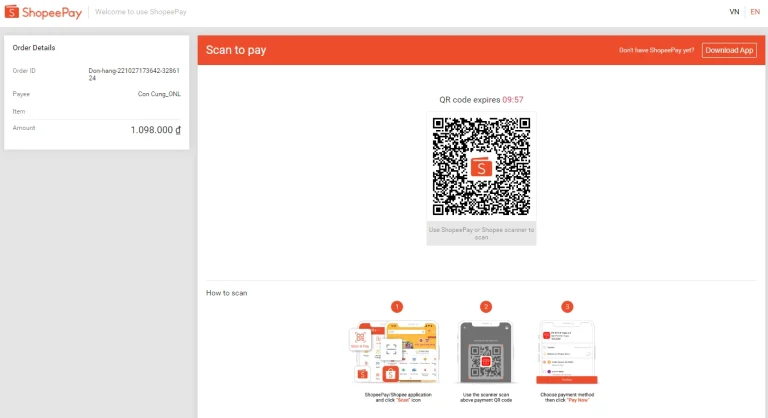 ShopeePay
Welcome to use ShopeePay
VN
EN
Order Details
Order ID
Don-hang-221027173642-3286124
Payee
Con Cung_ONL
Item
Amount
1.098.000 ₫
Scan to pay
Don't have ShopeePay yet?
Download App
QR code expires 09:57
Use ShopeePay or Shopee scanner to
scan
How to scan
1
2
3
Scan & Pay
ShopeePay/Shopee application
and click "Scan" icon
Use the scanner scan
above payment QR code
Choose payment method
then click "Pay Now"